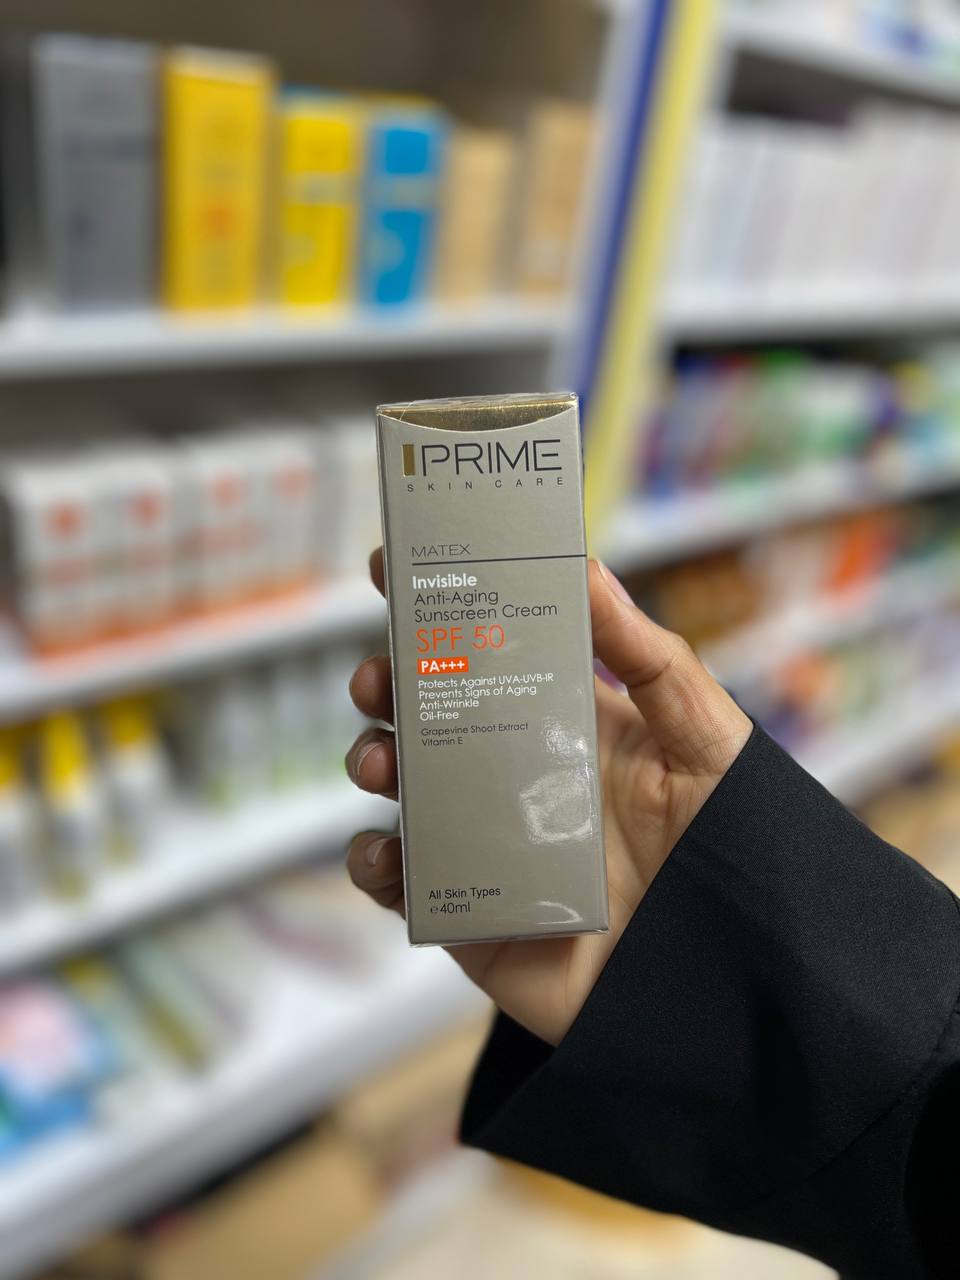 PRIME
SKIN CARE
MATEX
Invisible
Anti-Aging
Sunscreen Cream
SPF 50
PA+++
Protects Against UVA-UVB-IR
Prevents Signs of Aging
Anti-Wrinkle
Oil-Free
Grapevine Shoot Extract
Vitamin E
All Skin Types
℮40ml